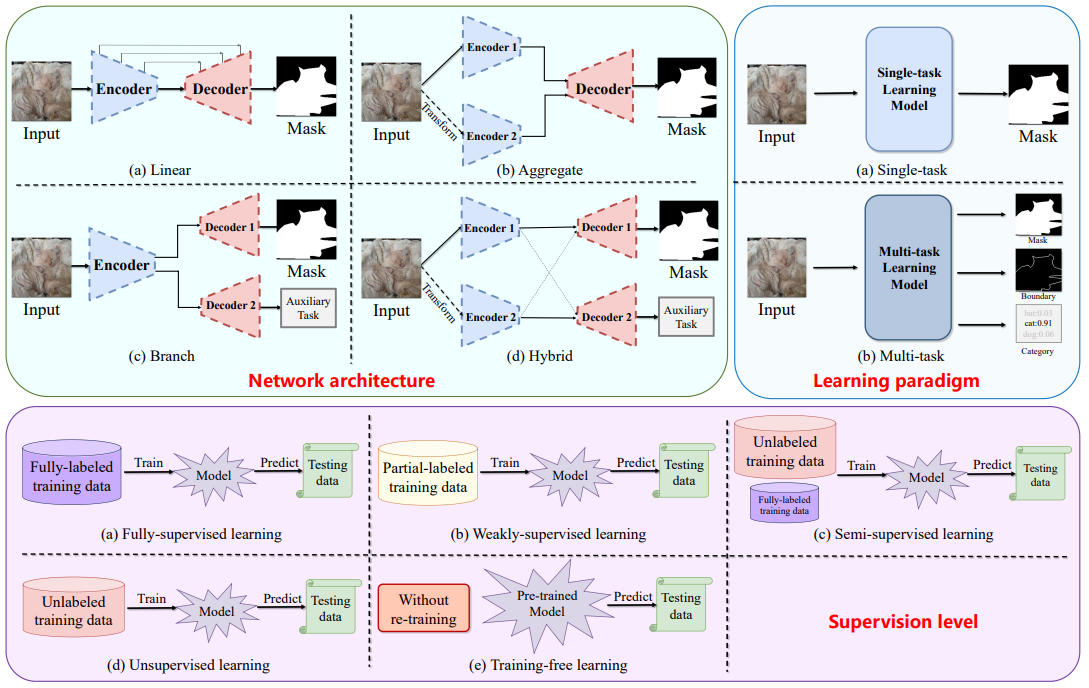 Encoder
Decoder
Input
Mask
(a) Linear
Encoder 1
Encoder 2
Transform
Decoder
Input
Mask
(b) Aggregate
Encoder
Decoder 1
Decoder 2
Input
Mask
Auxiliary
Task
(c) Branch
Encoder 1
Decoder 1
Transform
Encoder 2
Decoder 2
Input
Mask
Auxiliary
Task
(d) Hybrid
Network architecture
Single-task
Learning
Model
Input
Mask
(a) Single-task
Multi-task
Learning
Model
Input
Mask
Boundary
bat:0.03
cat:0.91
dog:0.06
Category
(b) Multi-task
Learning paradigm
Fully-labeled
training data
Train
Model
Predict
Testing
data
(a) Fully-supervised learning
Partial-labeled
training data
Train
Model
Predict
Testing
data
(b) Weakly-supervised learning
Unlabeled
training data
Fully-labeled
training data
Train
Model
Predict
Testing
data
(c) Semi-supervised learning
Unlabeled
training data
Train
Model
Predict
Testing
data
(d) Unsupervised learning
Without
re-training
Pre-trained
Model
Predict
Testing
data
(e) Training-free learning
Supervision level